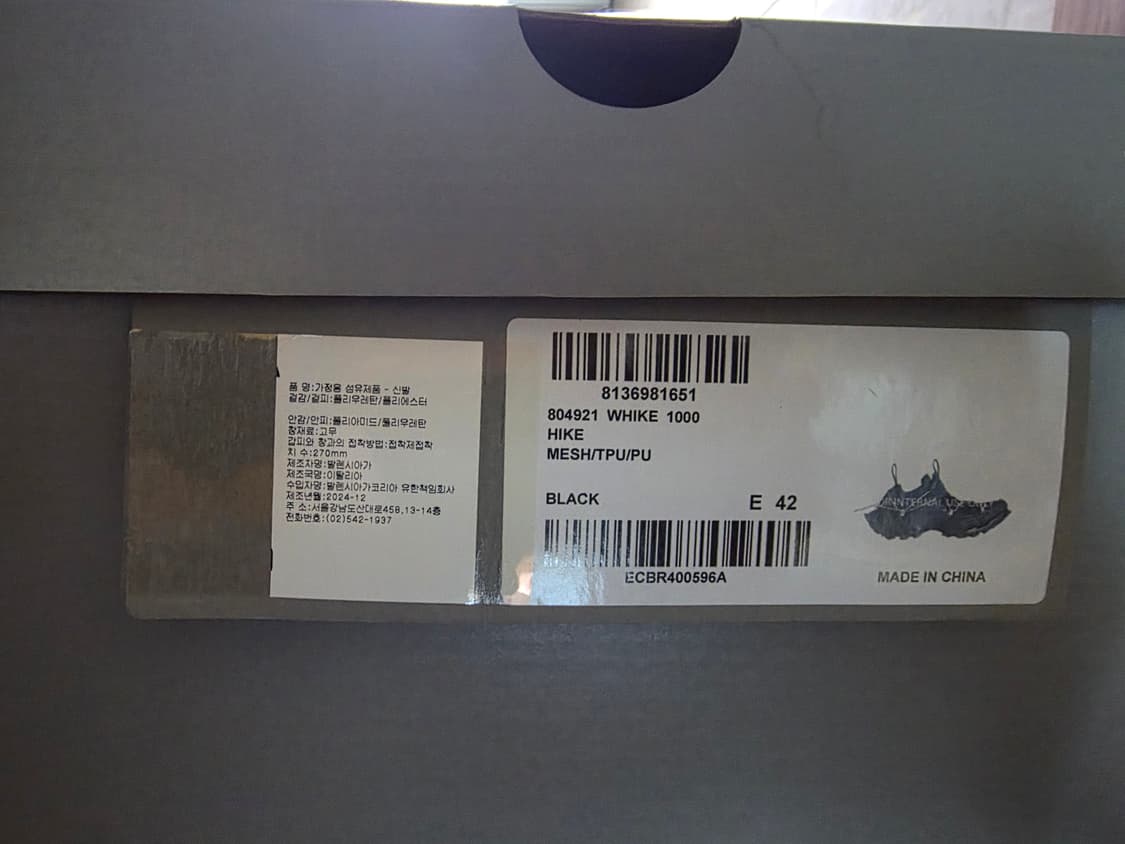 품 명:가정용 섬유제품 - 신발
겉감/겉피:폴리우레탄/폴리에스터
안감/안피:폴리아미드/폴리우레탄
창재료:고무
갑피와 창과의 접착방법:접착제접착
치 수:270mm
제조자명:발렌시아가
제조국명:이탈리아
수입자명:발렌시아가코리아 유한책임회사
제조년월:2024-12
주 소:서울강남도산대로458,13-14층
전화번호:(02)542-1937
8136981651
804921 WHIKE 1000
HIKE
MESH/TPU/PU
BLACK
E 42
ECBR400596A
INTERNAL USE
MADE IN CHINA